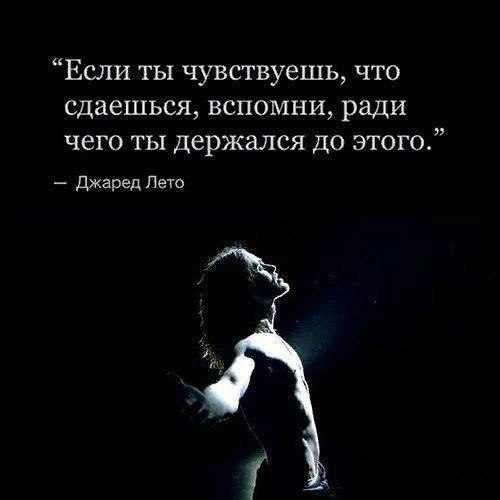 “Если ты чувствуешь, что
сдаешься, вспомни, ради
чего ты держался до этого.”
— Джаред Лето